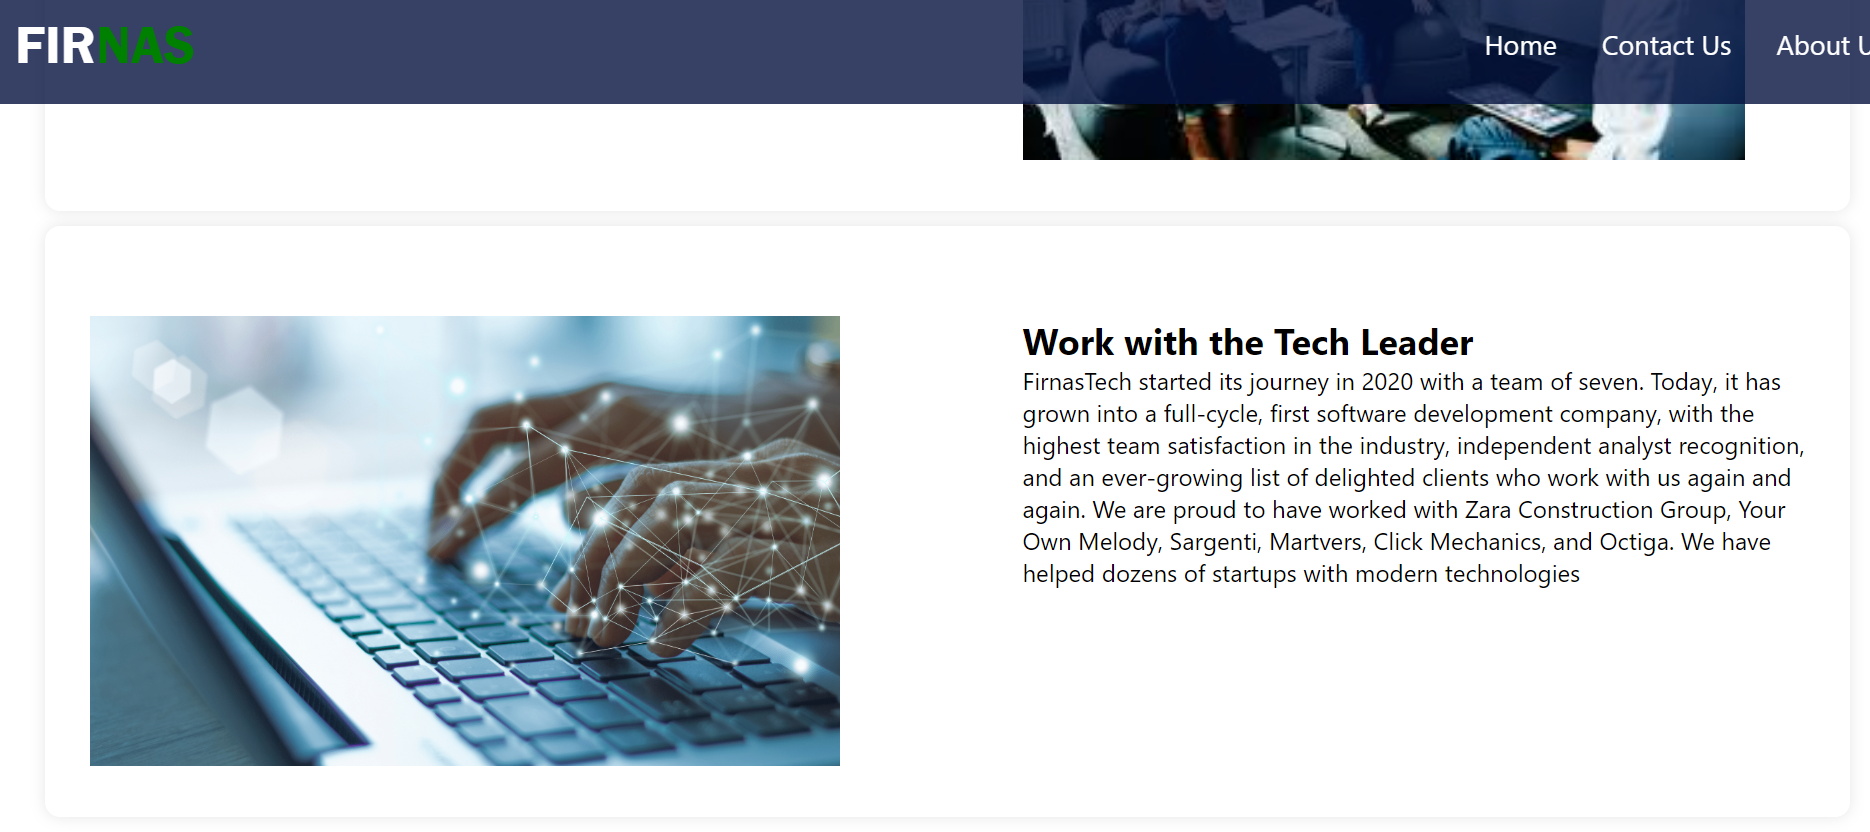 FIRNAS
Home Contact Us About U
Work with the Tech Leader
FirnasTech started its journey in 2020 with a team of seven. Today, it has
grown into a full-cycle, first software development company, with the
highest team satisfaction in the industry, independent analyst recognition,
and an ever-growing list of delighted clients who work with us again and
again. We are proud to have worked with Zara Construction Group, Your
Own Melody, Sargenti, Martvers, Click Mechanics, and Octiga. We have
helped dozens of startups with modern technologies